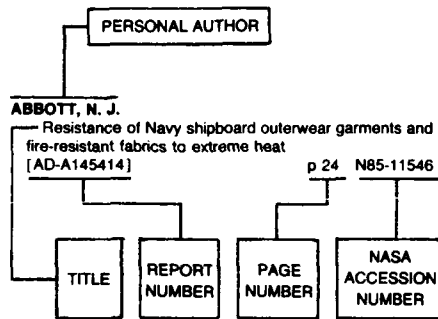 PERSONAL AUTHOR
ABBOTT, N. J.
Resistance of Navy shipboard outerwear garments and
fire-resistant fabrics to extreme heat
[AD-A145414] p 24 N85-11546
TITLE
REPORT
NUMBER
PAGE
NUMBER
NASA
ACCESSION
NUMBER